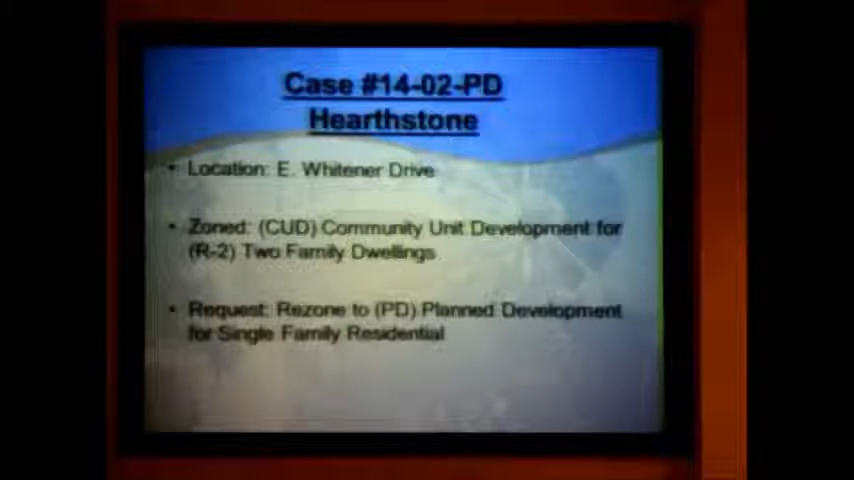 Case #14-02-PD
Hearthstone
• Location: E. Whitener Drive
• Zoned: (CUD) Community Unit Development for
(R-2) Two Family Dwellings
• Request: Rezone to (PD) Planned Development
for Single Family Residential